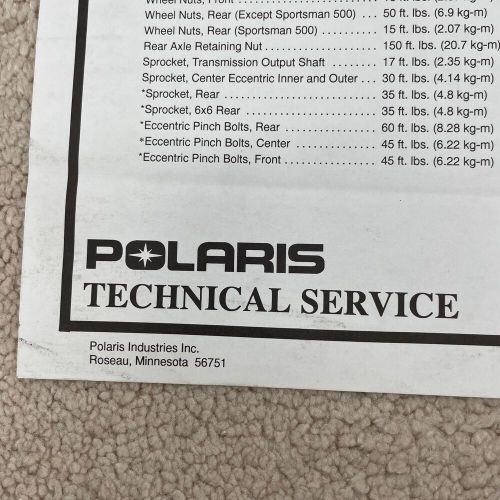 Wheel Nuts, Rear (Except Sportsman 500) ... 50 ft. lbs. (6.9 kg-m)
Wheel Nuts, Rear (Sportsman 500) .......... 15 ft. lbs. (2.07 kg-m)
Rear Axle Retaining Nut ..................... 150 ft. lbs. (20.7 kg-m)
Sprocket, Transmission Output Shaft ........ 17 ft. lbs. (2.35 kg-m)
Sprocket, Center Eccentric Inner and Outer ... 30 ft. lbs. (4.14 kg-m)
*Sprocket, Rear ............................ 35 ft. lbs. (4.8 kg-m)
*Sprocket, 6x6 Rear ........................ 35 ft. lbs. (4.8 kg-m)
*Eccentric Pinch Bolts, Rear ................ 60 ft. lbs. (8.28 kg-m)
*Eccentric Pinch Bolts, Center .............. 45 ft. lbs. (6.22 kg-m)
*Eccentric Pinch Bolts, Front ............... 45 ft. lbs. (6.22 kg-m)
POLARIS
TECHNICAL SERVICE
Polaris Industries Inc.
Roseau, Minnesota 56751